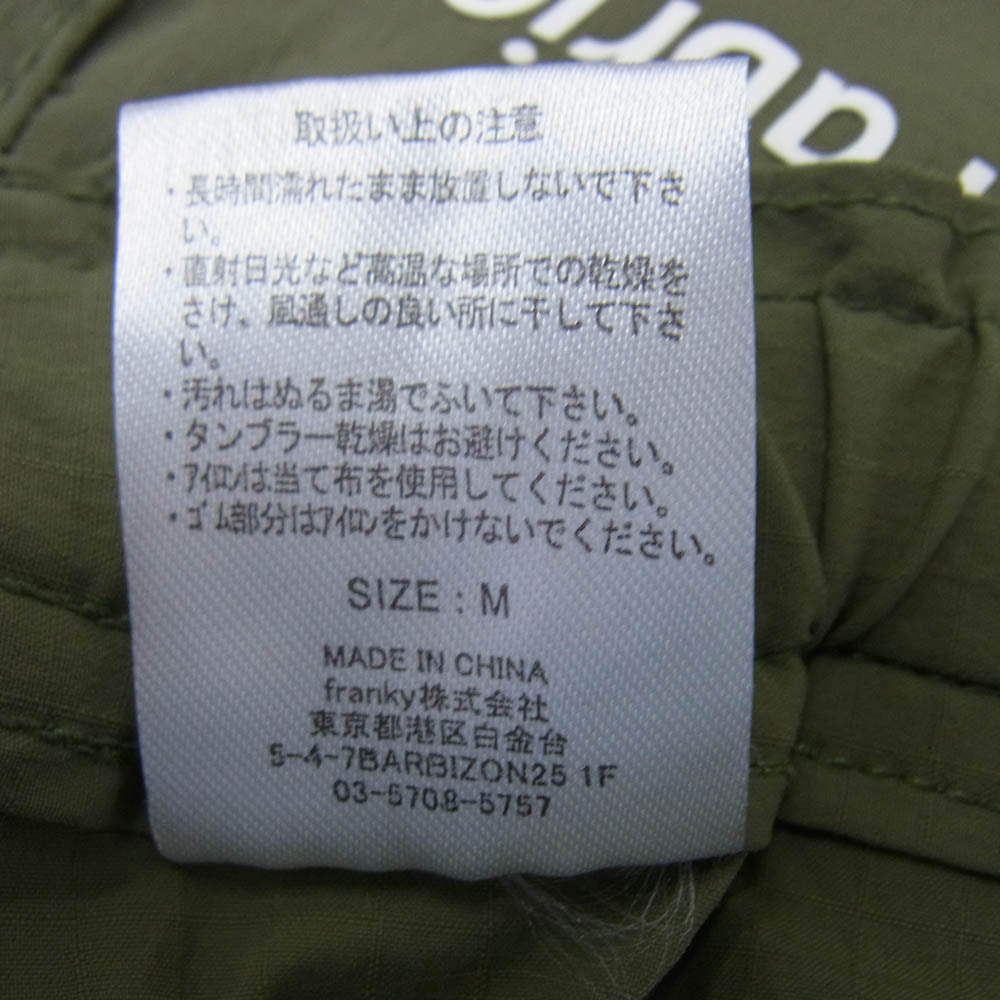 取扱い上の注意
・長時間濡れたまま放置しないで下さ
い。
・直射日光など高温な場所での乾燥を
さけ、風通しの良い所に干して下さ
い。
・汚れはぬるま湯でふいて下さい。
・タンブラー乾燥はお避けください。
・アイロンは当て布を使用してください。
・ゴム部分はアイロンをかけないでください。
SIZE : M
MADE IN CHINA
franky株式会社
東京都港区白金台
5-4-7BARBIZON25 1F
03-5708-5757